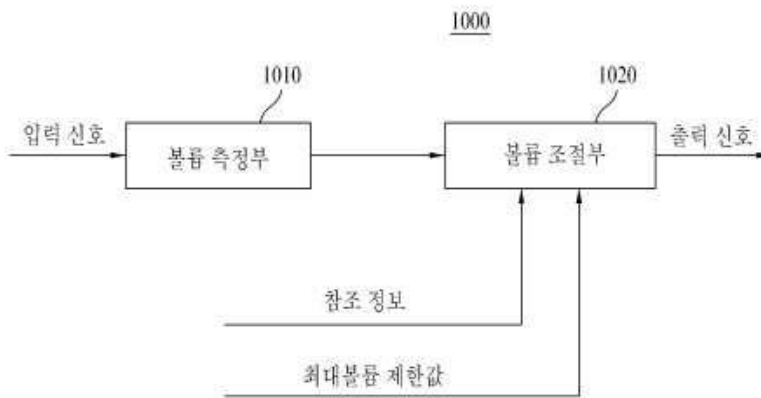 1000
1010
1020
입력 신호
볼륨 측정부
볼륨 조절부
출력 신호
참조 정보
최대볼륨 제한값